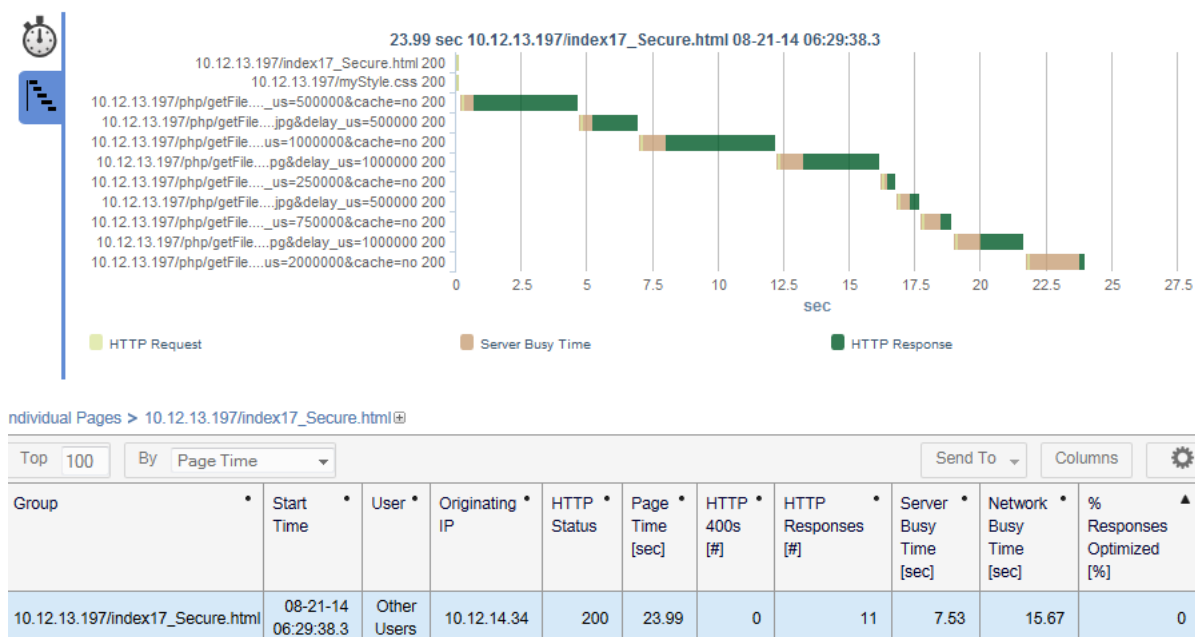 23.99 sec 10.12.13.197/index17_Secure.html 08-21-14 06:29:38.3
10.12.13.197/index17_Secure.html 200
10.12.13.197/myStyle.css 200
10.12.13.197/php/getFile...._us=500000&cache=no 200
10.12.13.197/php/getFile....jpg&delay_us=500000 200
10.12.13.197/php/getFile....us=1000000&cache=no 200
10.12.13.197/php/getFile....pg&delay_us=1000000 200
10.12.13.197/php/getFile...._us=250000&cache=no 200
10.12.13.197/php/getFile....jpg&delay_us=500000 200
10.12.13.197/php/getFile...._us=750000&cache=no 200
10.12.13.197/php/getFile....pg&delay_us=1000000 200
10.12.13.197/php/getFile....us=2000000&cache=no 200
0 2.5 5 7.5 10 12.5 15 17.5 20 22.5 25 27.5
sec
HTTP Request Server Busy Time HTTP Response
ndividual Pages > 10.12.13.197/index17_Secure.html
Top 100 By Page Time Send To Columns
Group Start Time User Originating IP HTTP Status Page Time [sec] HTTP 400s [#] HTTP Responses [#] Server Busy Time [sec] Network Busy Time [sec] % Responses Optimized [%]
10.12.13.197/index17_Secure.html 08-21-14 06:29:38.3 Other Users 10.12.14.34 200 23.99 0 11 7.53 15.67 0